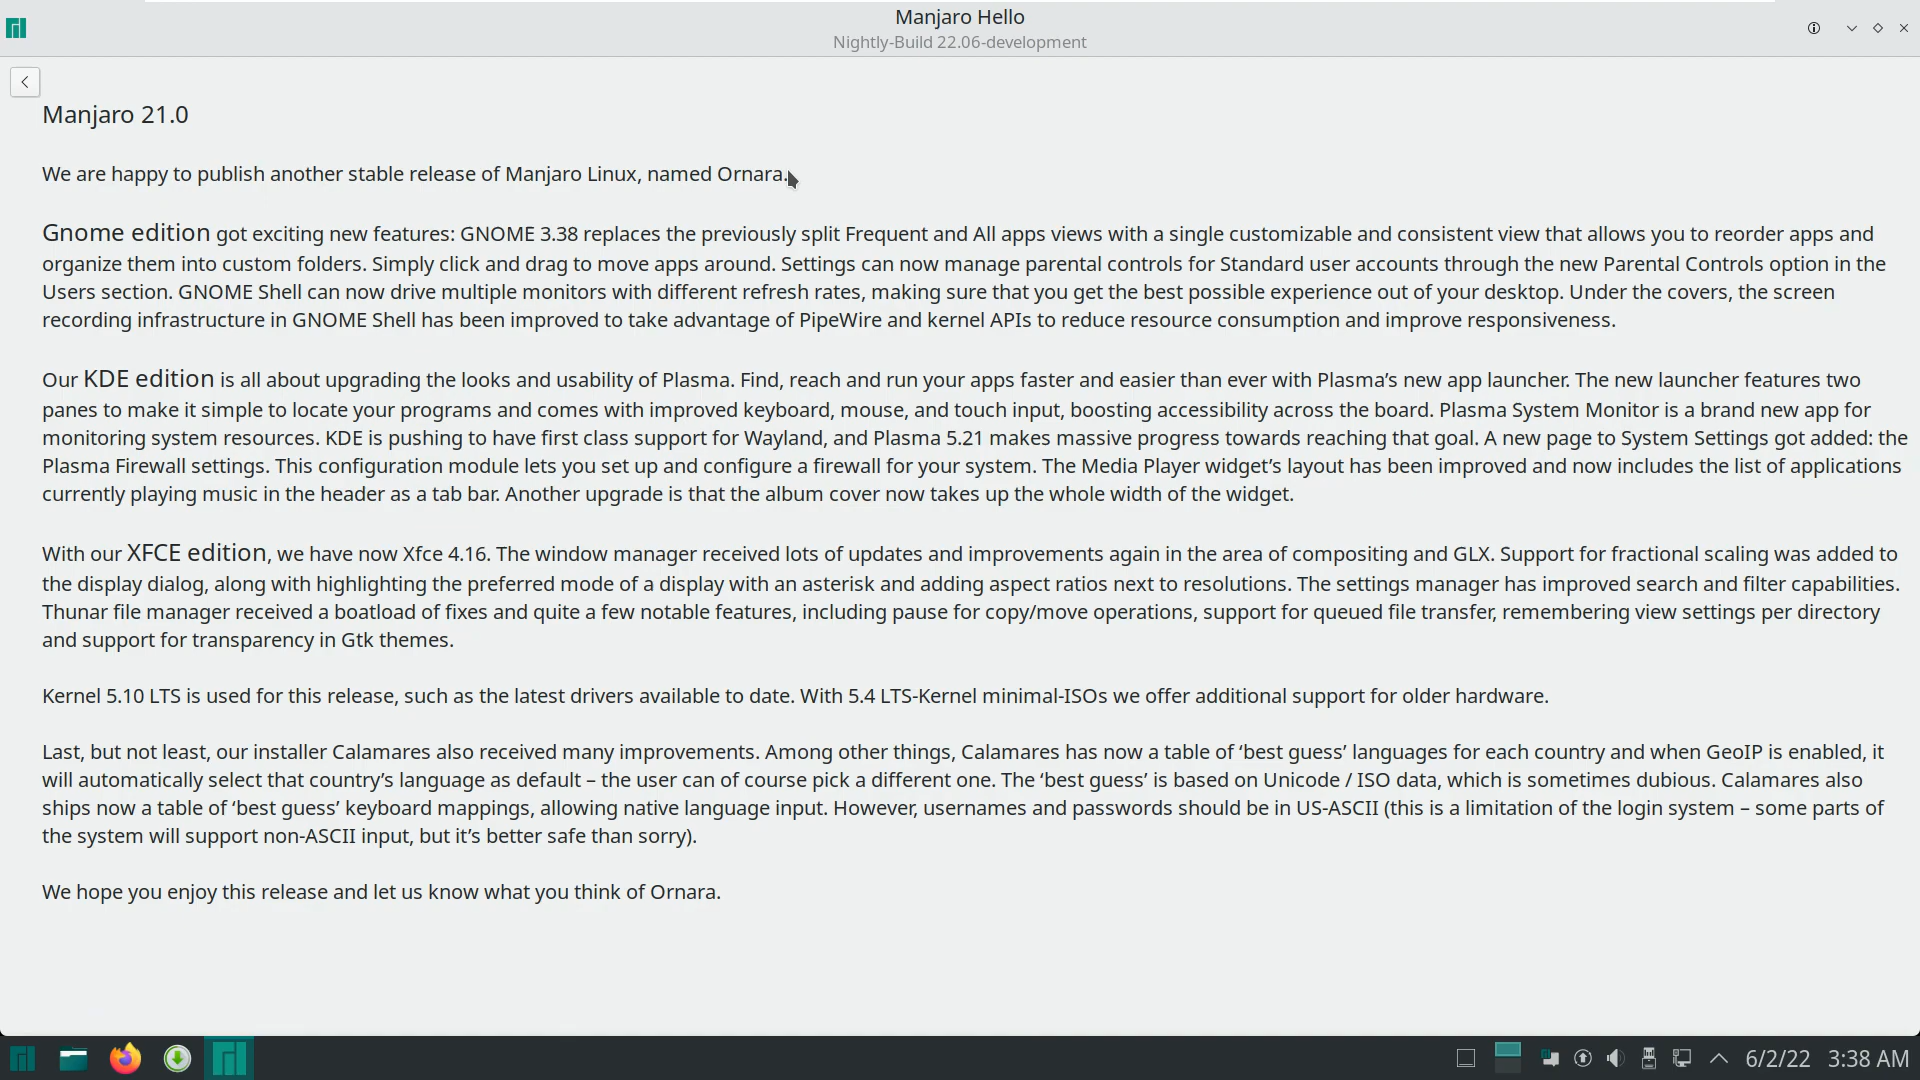 Manjaro Hello
Nightly-Build 22.06-development
Manjaro 21.0
We are happy to publish another stable release of Manjaro Linux, named Ornara.
Gnome edition got exciting new features: GNOME 3.38 replaces the previously split Frequent and All apps views with a single customizable and consistent view that allows you to reorder apps and
organize them into custom folders. Simply click and drag to move apps around. Settings can now manage parental controls for Standard user accounts through the new Parental Controls option in the
Users section. GNOME Shell can now drive multiple monitors with different refresh rates, making sure that you get the best possible experience out of your desktop. Under the covers, the screen
recording infrastructure in GNOME Shell has been improved to take advantage of PipeWire and kernel APIs to reduce resource consumption and improve responsiveness.
Our KDE edition is all about upgrading the looks and usability of Plasma. Find, reach and run your apps faster and easier than ever with Plasma’s new app launcher. The new launcher features two
panes to make it simple to locate your programs and comes with improved keyboard, mouse, and touch input, boosting accessibility across the board. Plasma System Monitor is a brand new app for
monitoring system resources. KDE is pushing to have first class support for Wayland, and Plasma 5.21 makes massive progress towards reaching that goal. A new page to System Settings got added: the
Plasma Firewall settings. This configuration module lets you set up and configure a firewall for your system. The Media Player widget’s layout has been improved and now includes the list of applications
currently playing music in the header as a tab bar. Another upgrade is that the album cover now takes up the whole width of the widget.
With our XFCE edition, we have now Xfce 4.16. The window manager received lots of updates and improvements again in the area of compositing and GLX. Support for fractional scaling was added to
the display dialog, along with highlighting the preferred mode of a display with an asterisk and adding aspect ratios next to resolutions. The settings manager has improved search and filter capabilities.
Thunar file manager received a boatload of fixes and quite a few notable features, including pause for copy/move operations, support for queued file transfer, remembering view settings per directory
and support for transparency in Gtk themes.
Kernel 5.10 LTS is used for this release, such as the latest drivers available to date. With 5.4 LTS-Kernel minimal-ISOs we offer additional support for older hardware.
Last, but not least, our installer Calamares also received many improvements. Among other things, Calamares has now a table of ‘best guess’ languages for each country and when GeoIP is enabled, it
will automatically select that country’s language as default – the user can of course pick a different one. The ‘best guess’ is based on Unicode / ISO data, which is sometimes dubious. Calamares also
ships now a table of ‘best guess’ keyboard mappings, allowing native language input. However, usernames and passwords should be in US-ASCII (this is a limitation of the login system – some parts of
the system will support non-ASCII input, but it’s better safe than sorry).
We hope you enjoy this release and let us know what you think of Ornara.
6/2/22 3:38 AM